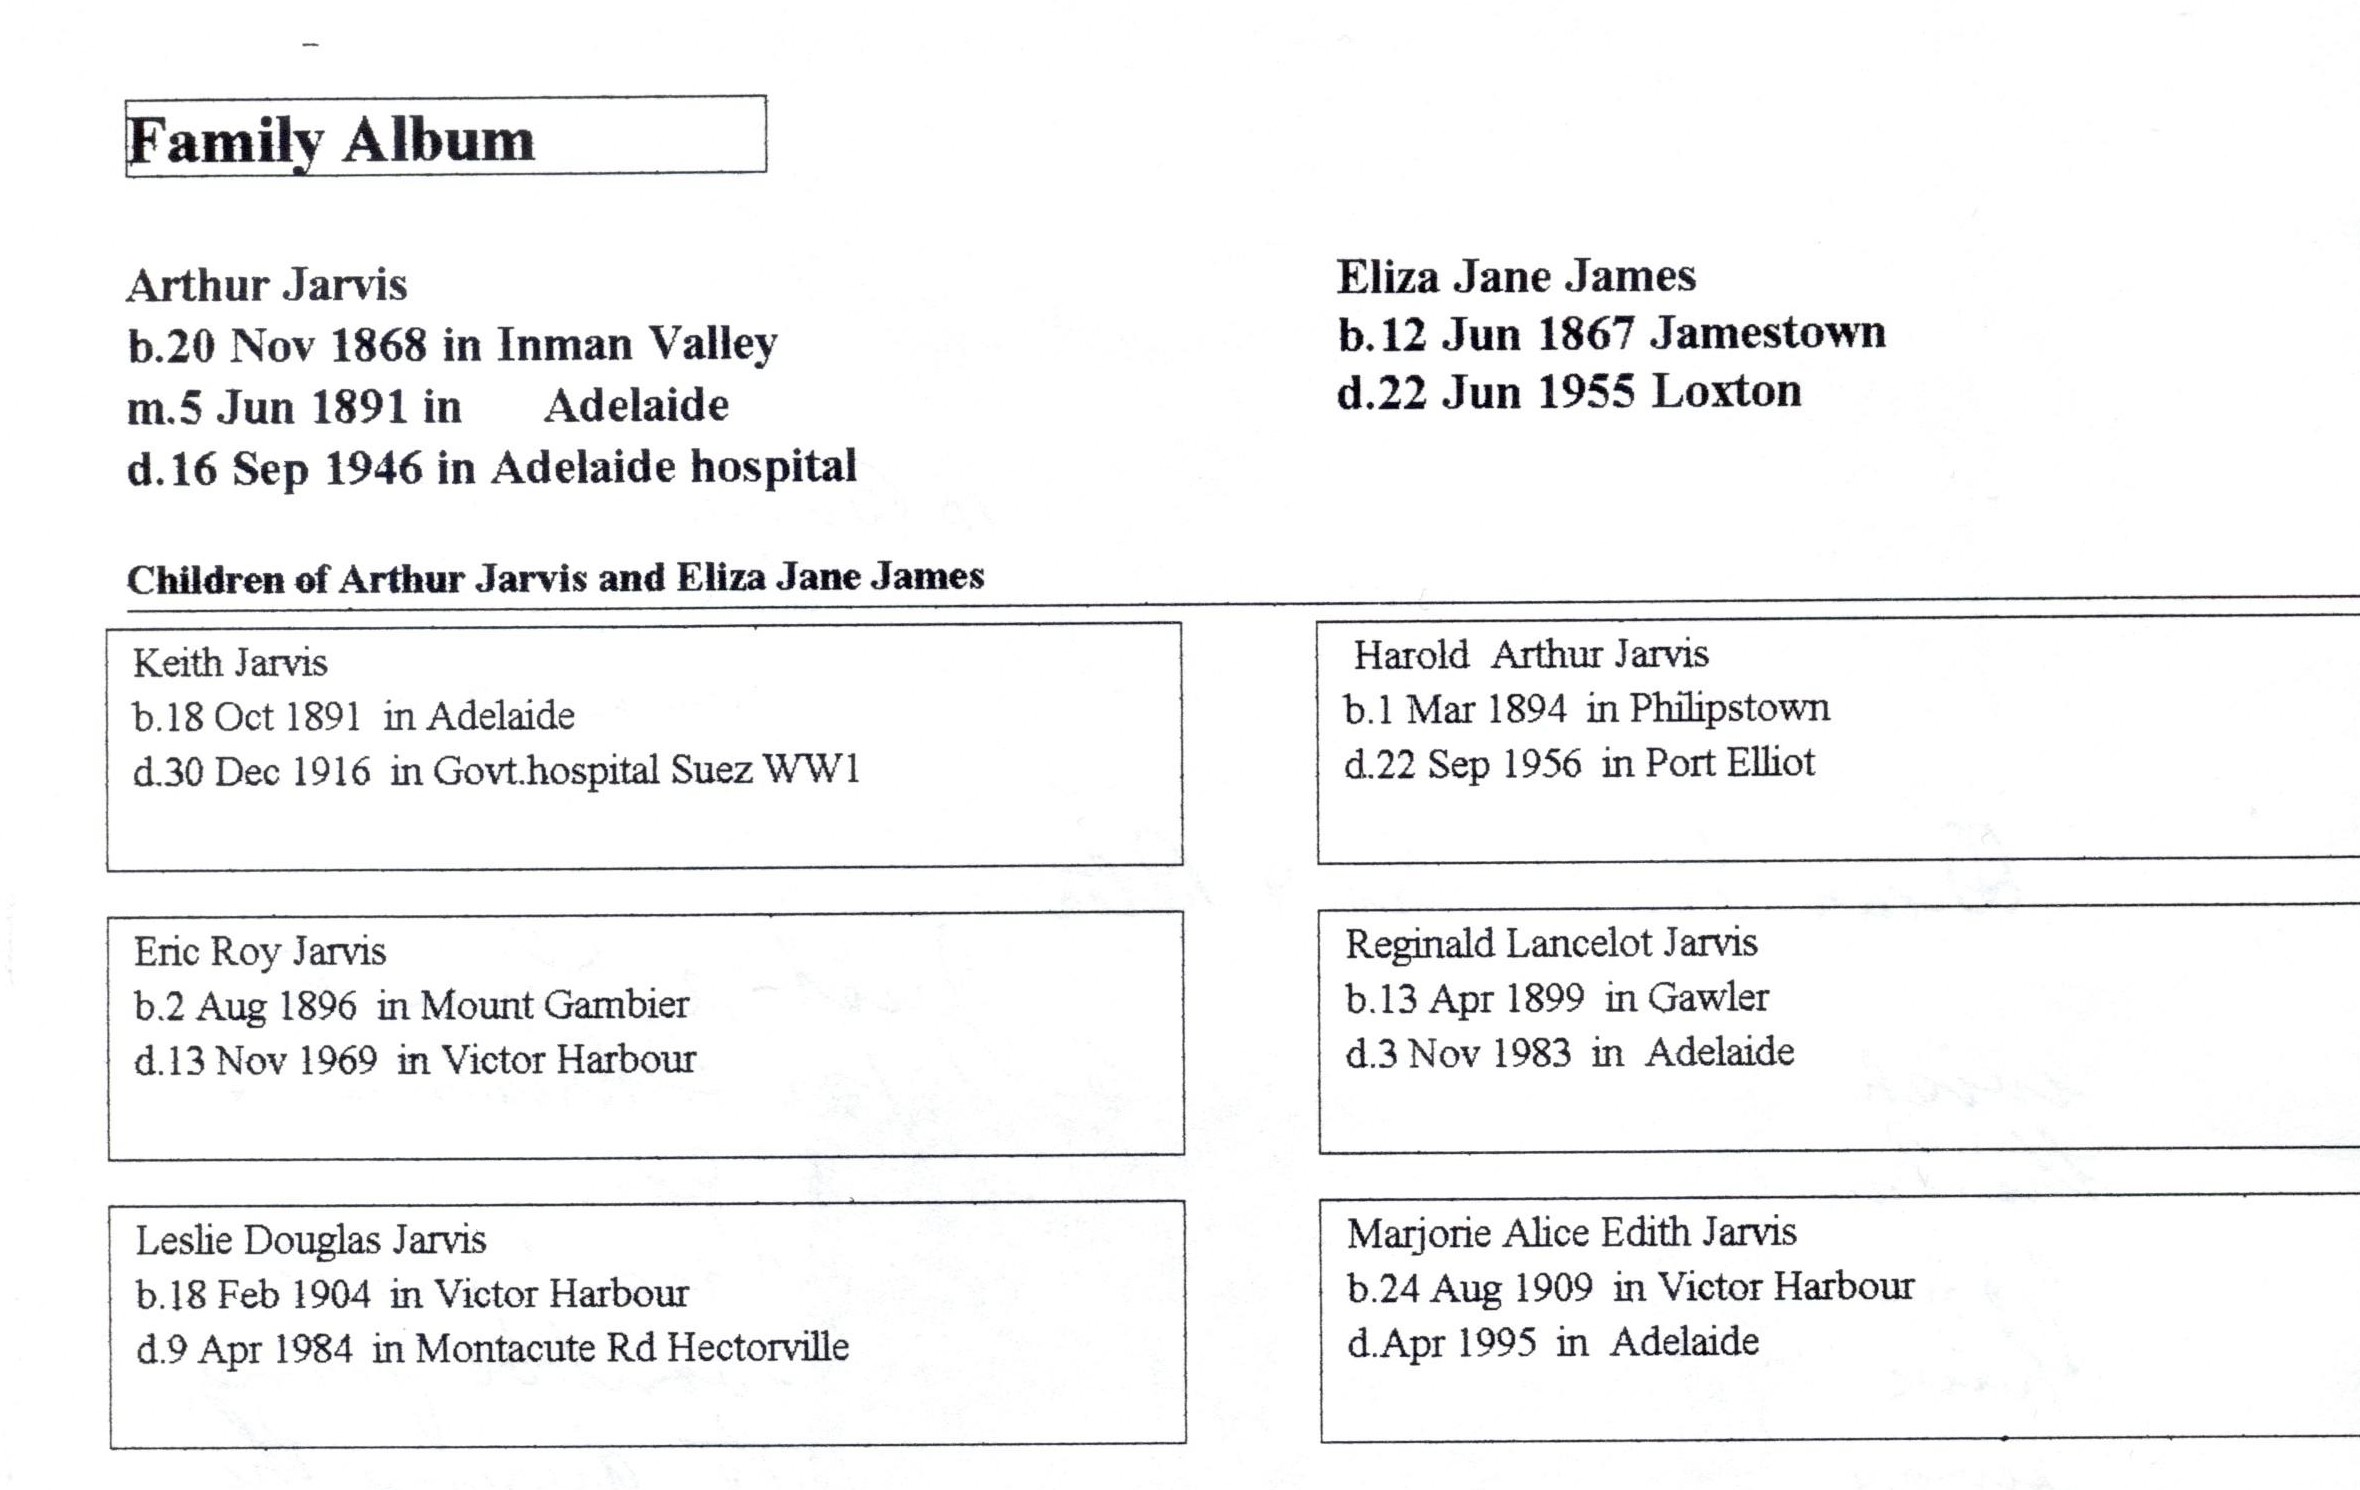 Family Album
Arthur Jarvis
b.20 Nov 1868 in Inman Valley
m.5 Jun 1891 in Adelaide
d.16 Sep 1946 in Adelaide hospital
Eliza Jane James
b.12 Jun 1867 Jamestown
d.22 Jun 1955 Loxton
Children of Arthur Jarvis and Eliza Jane James
Keith Jarvis
b.18 Oct 1891 in Adelaide
d.30 Dec 1916 in Govt.hospital Suez WW1
Harold Arthur Jarvis
b.1 Mar 1894 in Philipstown
d.22 Sep 1956 in Port Elliot
Eric Roy Jarvis
b.2 Aug 1896 in Mount Gambier
d.13 Nov 1969 in Victor Harbour
Reginald Lancelot Jarvis
b.13 Apr 1899 in Gawler
d.3 Nov 1983 in Adelaide
Leslie Douglas Jarvis
b.18 Feb 1904 in Victor Harbour
d.9 Apr 1984 in Montacute Rd Hectorville
Marjorie Alice Edith Jarvis
b.24 Aug 1909 in Victor Harbour
d.Apr 1995 in Adelaide